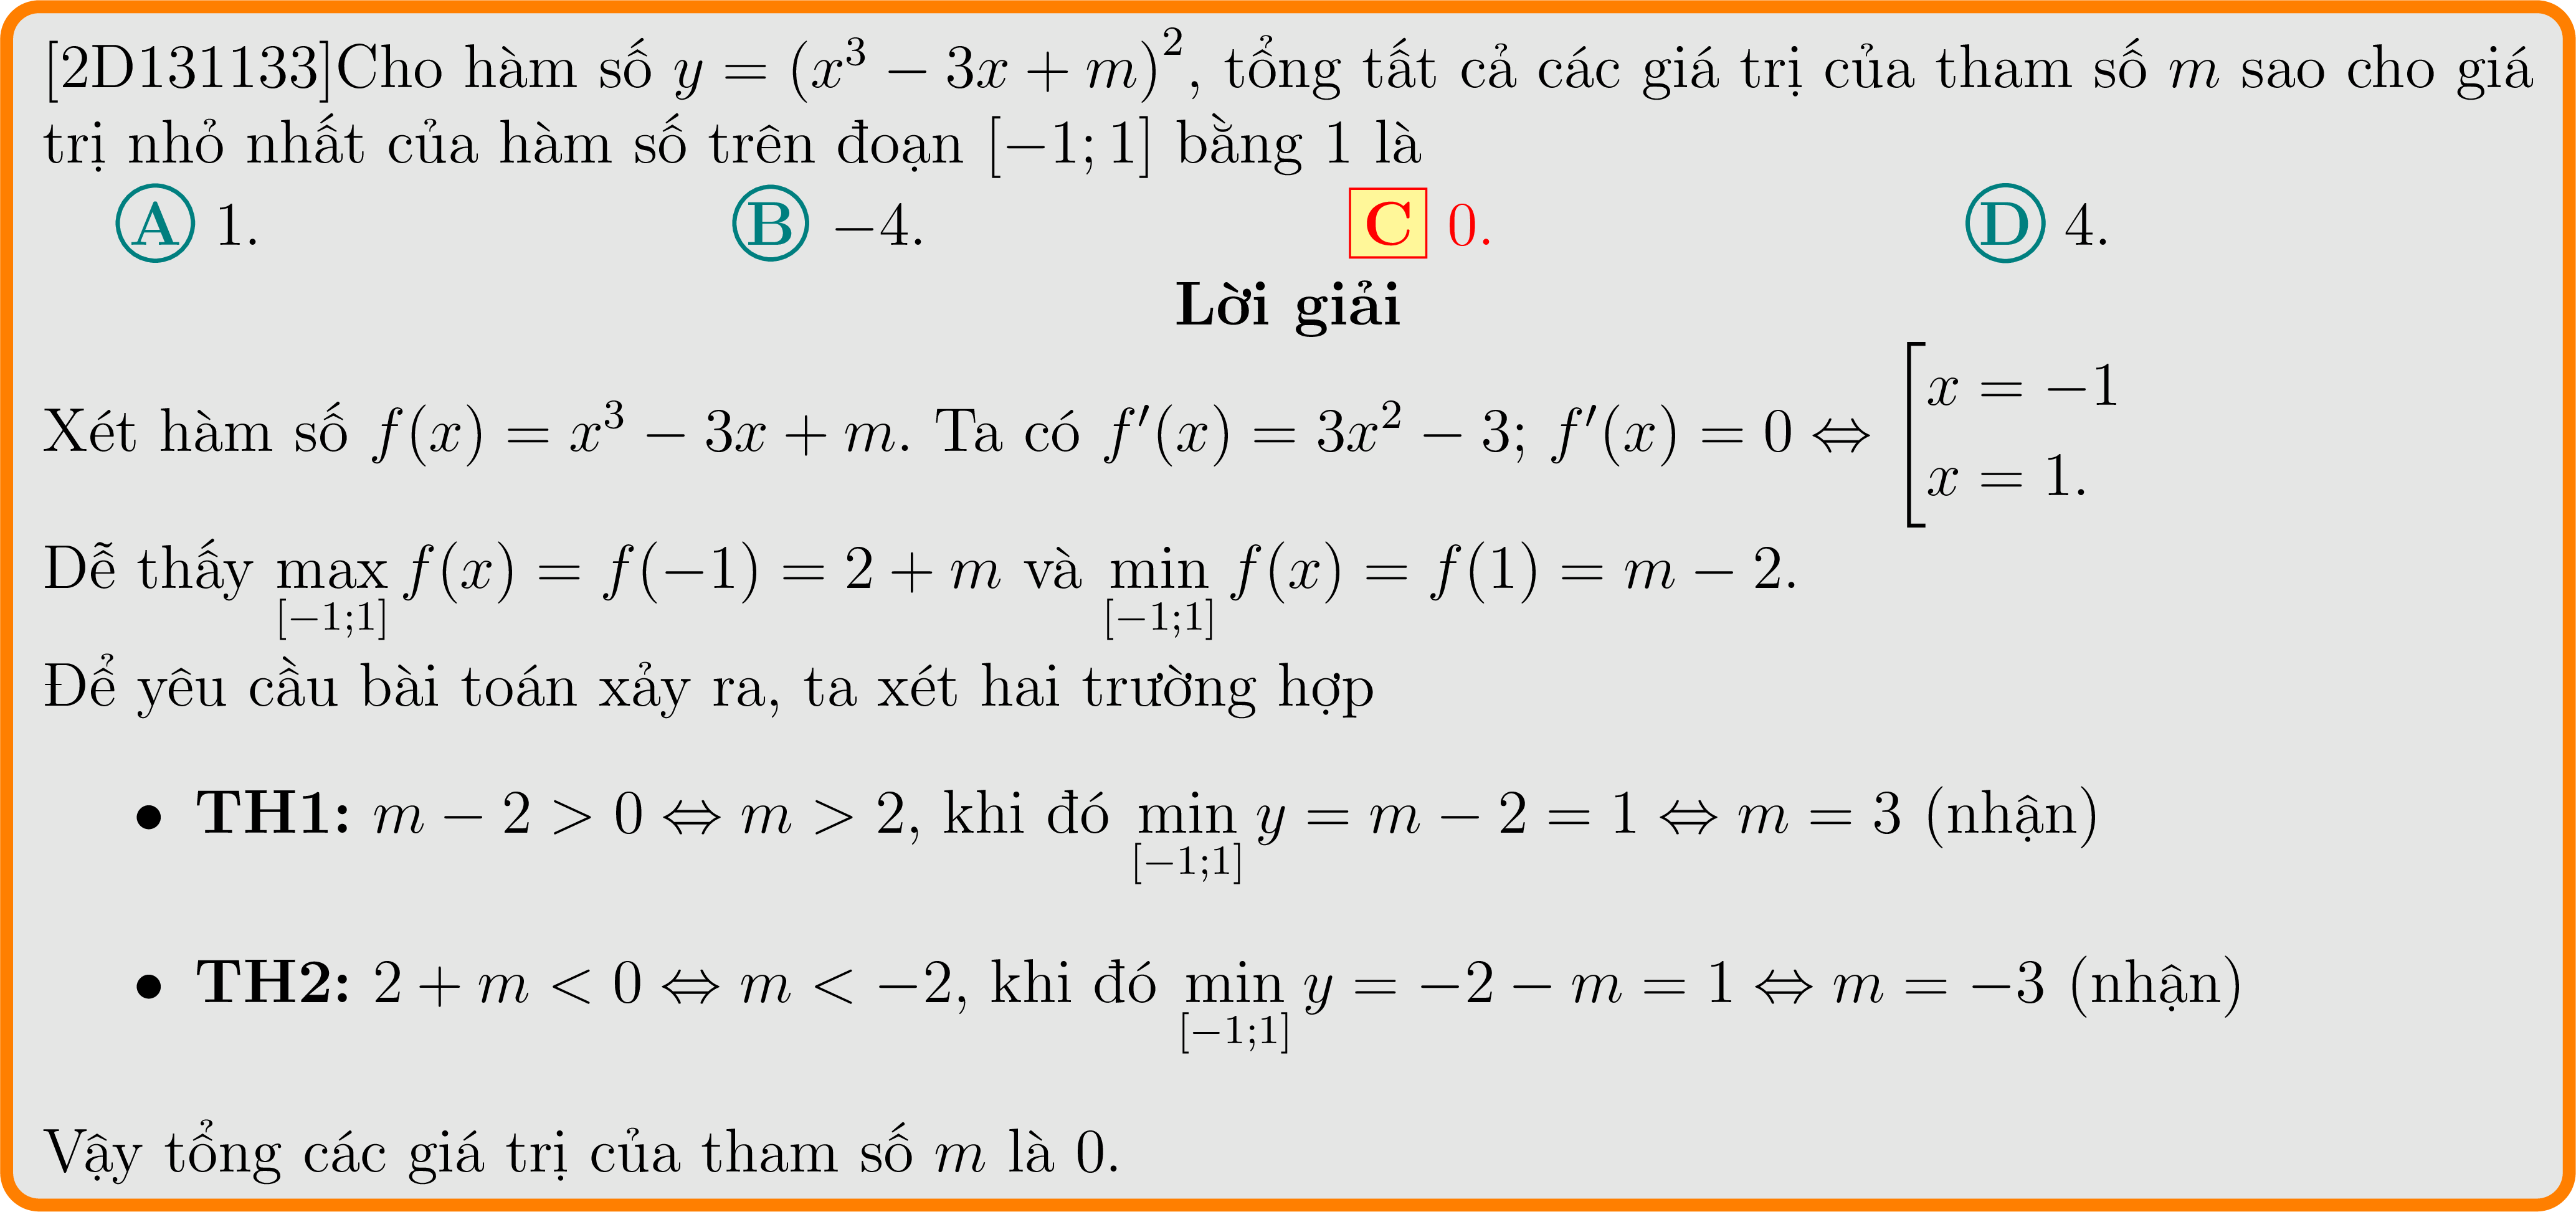 [2D131133]Cho hàm số $y = \left(x^3 - 3x + m\right)^2$, tổng tất cả các giá trị của tham số $m$ sao cho giá
trị nhỏ nhất của hàm số trên đoạn $[-1; 1]$ bằng 1 là
A 1. B −4. C 0. D 4.
Lời giải
Xét hàm số $f(x) = x^3 - 3x + m$. Ta có $f'(x) = 3x^2 - 3$; $f'(x) = 0 \Leftrightarrow \left[\begin{array}{l} x = -1 \\ x = 1. \end{array}\right.$
Dễ thấy $\max\limits_{[-1;1]} f(x) = f(-1) = 2 + m$ và $\min\limits_{[-1;1]} f(x) = f(1) = m - 2$.
Để yêu cầu bài toán xảy ra, ta xét hai trường hợp
• TH1: $m - 2 > 0 \Leftrightarrow m > 2$, khi đó $\min\limits_{[-1;1]} y = m - 2 = 1 \Leftrightarrow m = 3$ (nhận)
• TH2: $2 + m < 0 \Leftrightarrow m < -2$, khi đó $\min\limits_{[-1;1]} y = -2 - m = 1 \Leftrightarrow m = -3$ (nhận)
Vậy tổng các giá trị của tham số $m$ là 0.